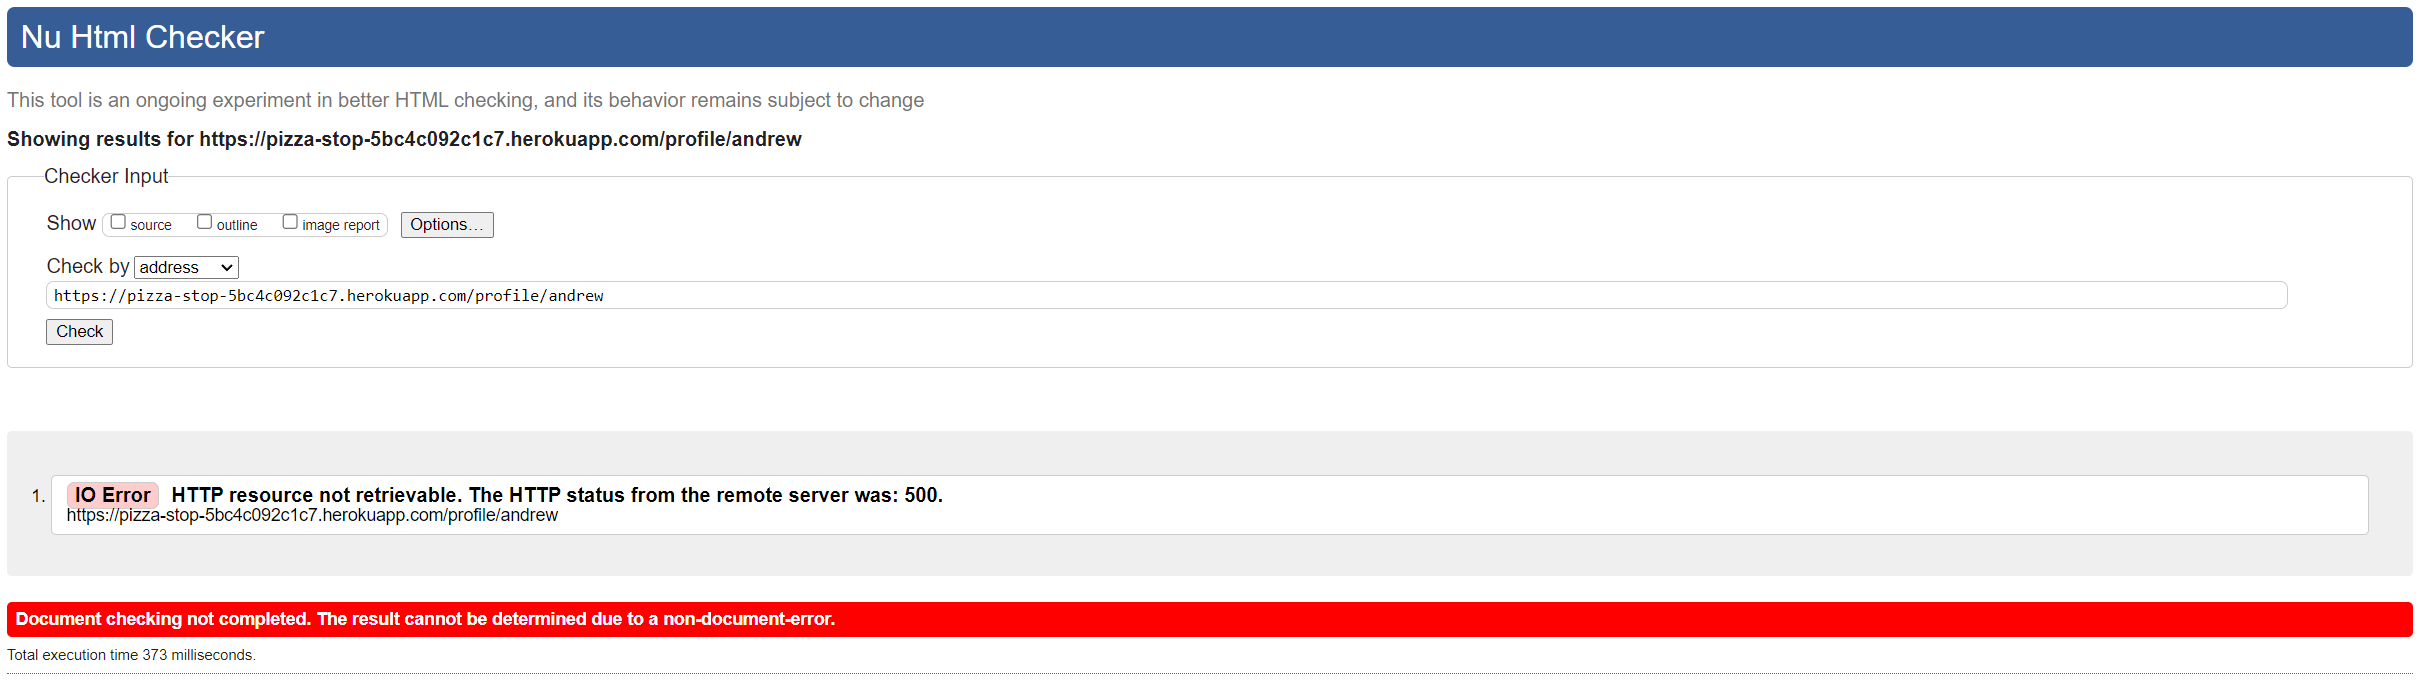 Nu Html Checker
This tool is an ongoing experiment in better HTML checking, and its behavior remains subject to change
Showing results for https://pizza-stop-5bc4c092c1c7.herokuapp.com/profile/andrew
Checker Input
Show source outline image report Options…
Check by address
https://pizza-stop-5bc4c092c1c7.herokuapp.com/profile/andrew
Check
1. IO Error HTTP resource not retrievable. The HTTP status from the remote server was: 500.
https://pizza-stop-5bc4c092c1c7.herokuapp.com/profile/andrew
Document checking not completed. The result cannot be determined due to a non-document-error.
Total execution time 373 milliseconds.